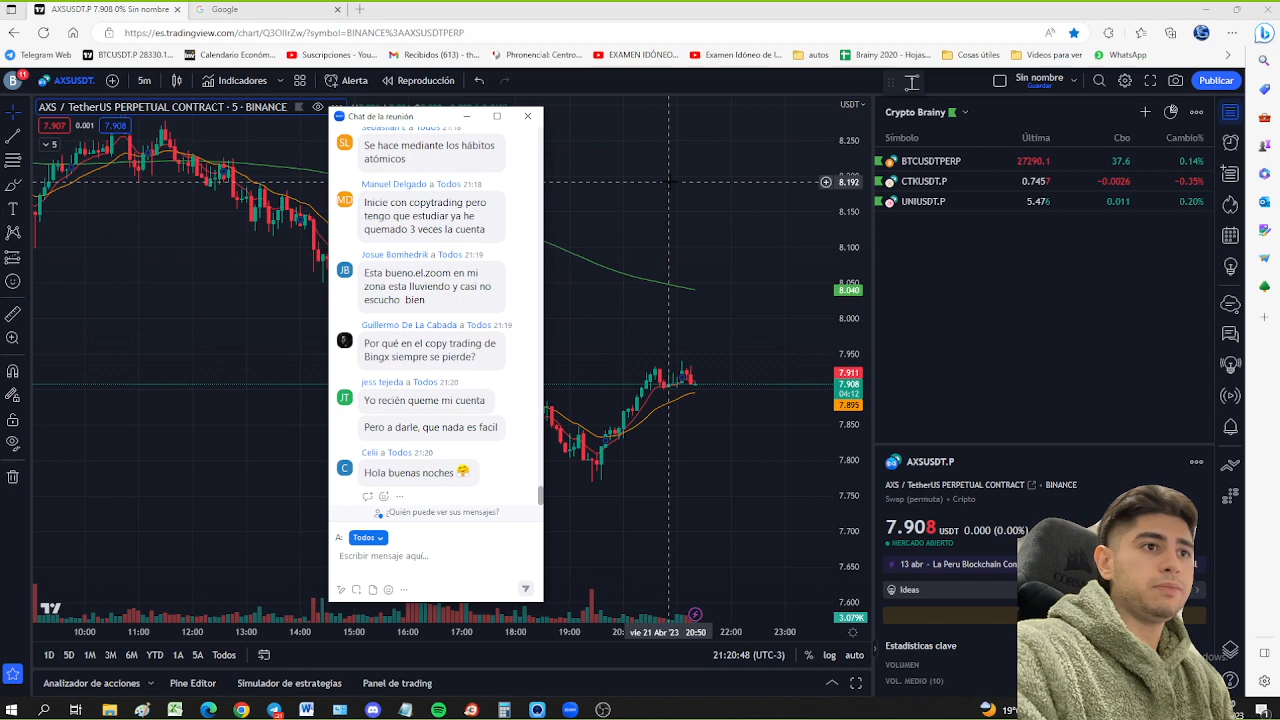 AXSUSDT.P 7.908 0% Sin nombre
Google
https://es.tradingview.com/chart/Q3OlIrZw/?symbol=BINANCE%3AAXSUSDT.P
Telegram Web
BTCUSDT.P 28330.1...
Calendario Económ...
Suscripciones - You...
Recibidos (613) - th...
Phronencial: Centro...
EXAMEN IDÓNEO...
Examen Idóneo de l...
autos
Brainy 2020 - Hojas...
Cosas útiles
Videos para ver
WhatsApp
B
11
AXSUSDT.
5m
Indicadores
Alerta
Reproducción
Sin nombre
Guardar
Publicar
AXS / TetherUS PERPETUAL CONTRACT · 5 · BINANCE
7.907
0.001
7.908
5
USDT
8.250
8.192
8.150
8.100
8.050
8.040
8.000
7.950
7.911
7.908
04:12
7.895
7.850
7.800
7.750
7.700
7.650
7.600
3.079K
Chat de la reunión
Sebastian L a Todos 21:18
SL
Se hace mediante los hábitos
atómicos
Manuel Delgado a Todos 21:18
MD
Inicie con copytrading pero
tengo que estudiar ya he
quemado 3 veces la cuenta
Josue Bomhedrik a Todos 21:19
JB
Esta bueno.el.zoom en mi
zona esta lluviendo y casi no
escucho bien
Guillermo De La Cabada a Todos 21:19
Por qué en el copy trading de
Bingx siempre se pierde?
jess tejeda a Todos 21:20
JT
Yo recién queme mi cuenta
Pero a darle, que nada es facil
Celii a Todos 21:20
C
Hola buenas noches
¿Quién puede ver sus mensajes?
A: Todos
Escribir mensaje aquí...
10:00
11:00
12:00
13:00
14:00
15:00
16:00
17:00
18:00
19:00
20:
vie 21 Abr '23 20:50
22:00
23:00
1D 5D 1M 3M 6M YTD 1A 5A Todos
21:20:48 (UTC-3)
% log auto
Analizador de acciones
Pine Editor
Simulador de estrategias
Panel de trading
Crypto Brainy
Símbolo Última Cbo Cambio%
BTCUSDTPERP 27290.1 37.6 0.14%
CTKUSDT.P 0.7457 −0.0026 −0.35%
UNIUSDT.P 5.476 0.011 0.20%
AXSUSDT.P
AXS / TetherUS PERPETUAL CONTRACT BINANCE
Swap (permuta) • Cripto
7.908 USDT 0.000 (0.00%)
MERCADO ABIERTO
13 abr - La Peru Blockchain Con
Ideas
Estadísticas clave
VOLUMEN
VOL. MEDIO (10)
19°